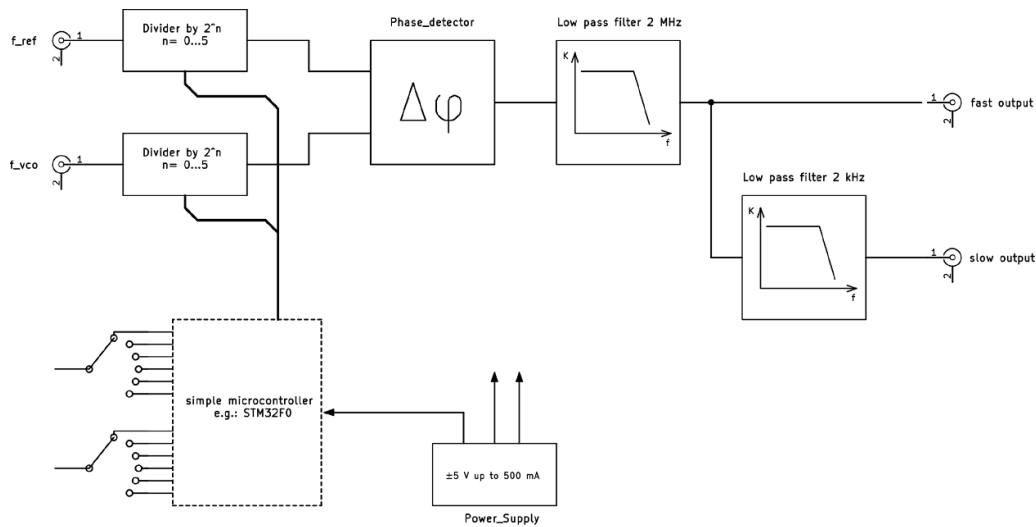 Divider by 2^n
n= 0...5
Phase_detector
Low pass filter 2 MHz
f_ref
1
2
K
f
Δφ
1
2
fast output
Divider by 2^n
n= 0...5
f_vco
1
2
Low pass filter 2 kHz
K
f
1
2
slow output
simple microcontroller
e.g.: STM32F0
±5 V up to 500 mA
Power_Supply